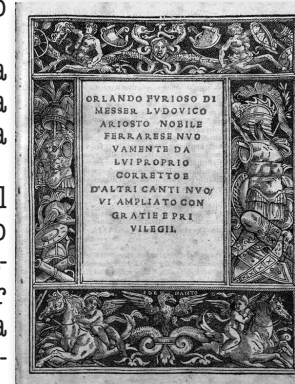 ORLANDO FVRIOSO DI
MESSER LVDOVICO
ARIOSTO NOBILE
FERRARESE NVO
VAMENTE DA
LVI PROPRIO
CORRETTO E
D'ALTRI CANTI NVO/
VI AMPLIATO CON
GRATIE E PRI
VILEGII.